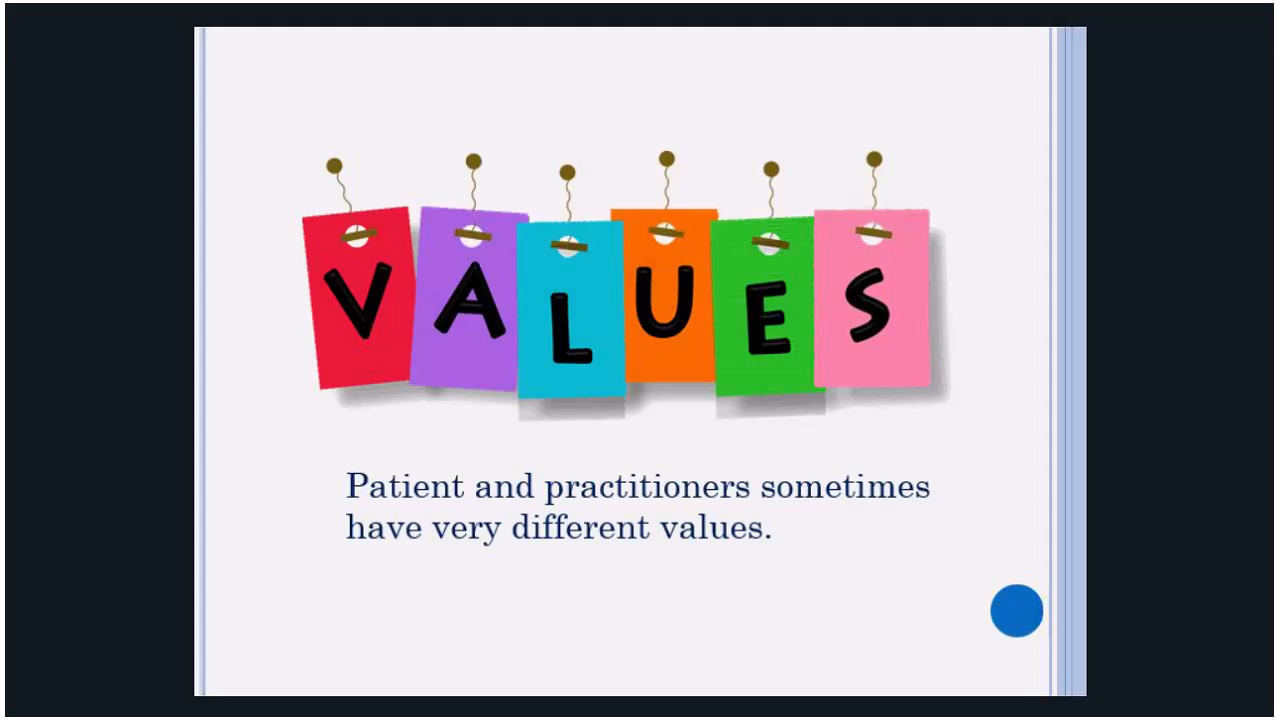 VALUES
Patient and practitioners sometimes
have very different values.